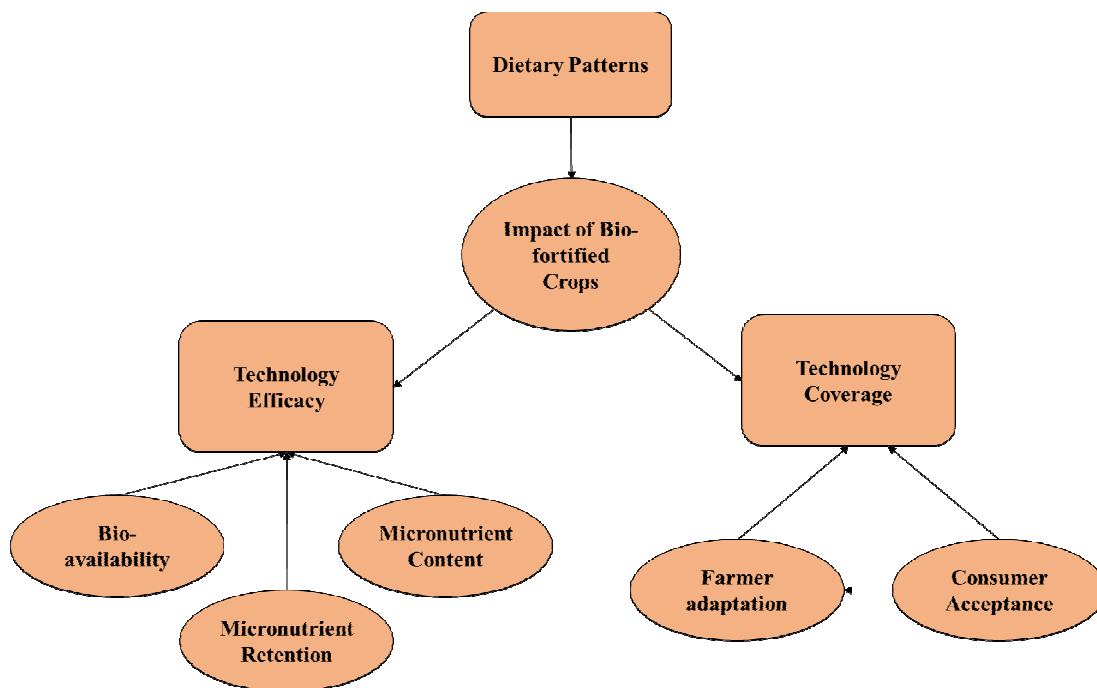 Dietary Patterns
Impact of Bio-
fortified
Crops
Technology
Efficacy
Technology
Coverage
Bio-
availability
Micronutrient
Content
Micronutrient
Retention
Farmer
adaptation
Consumer
Acceptance